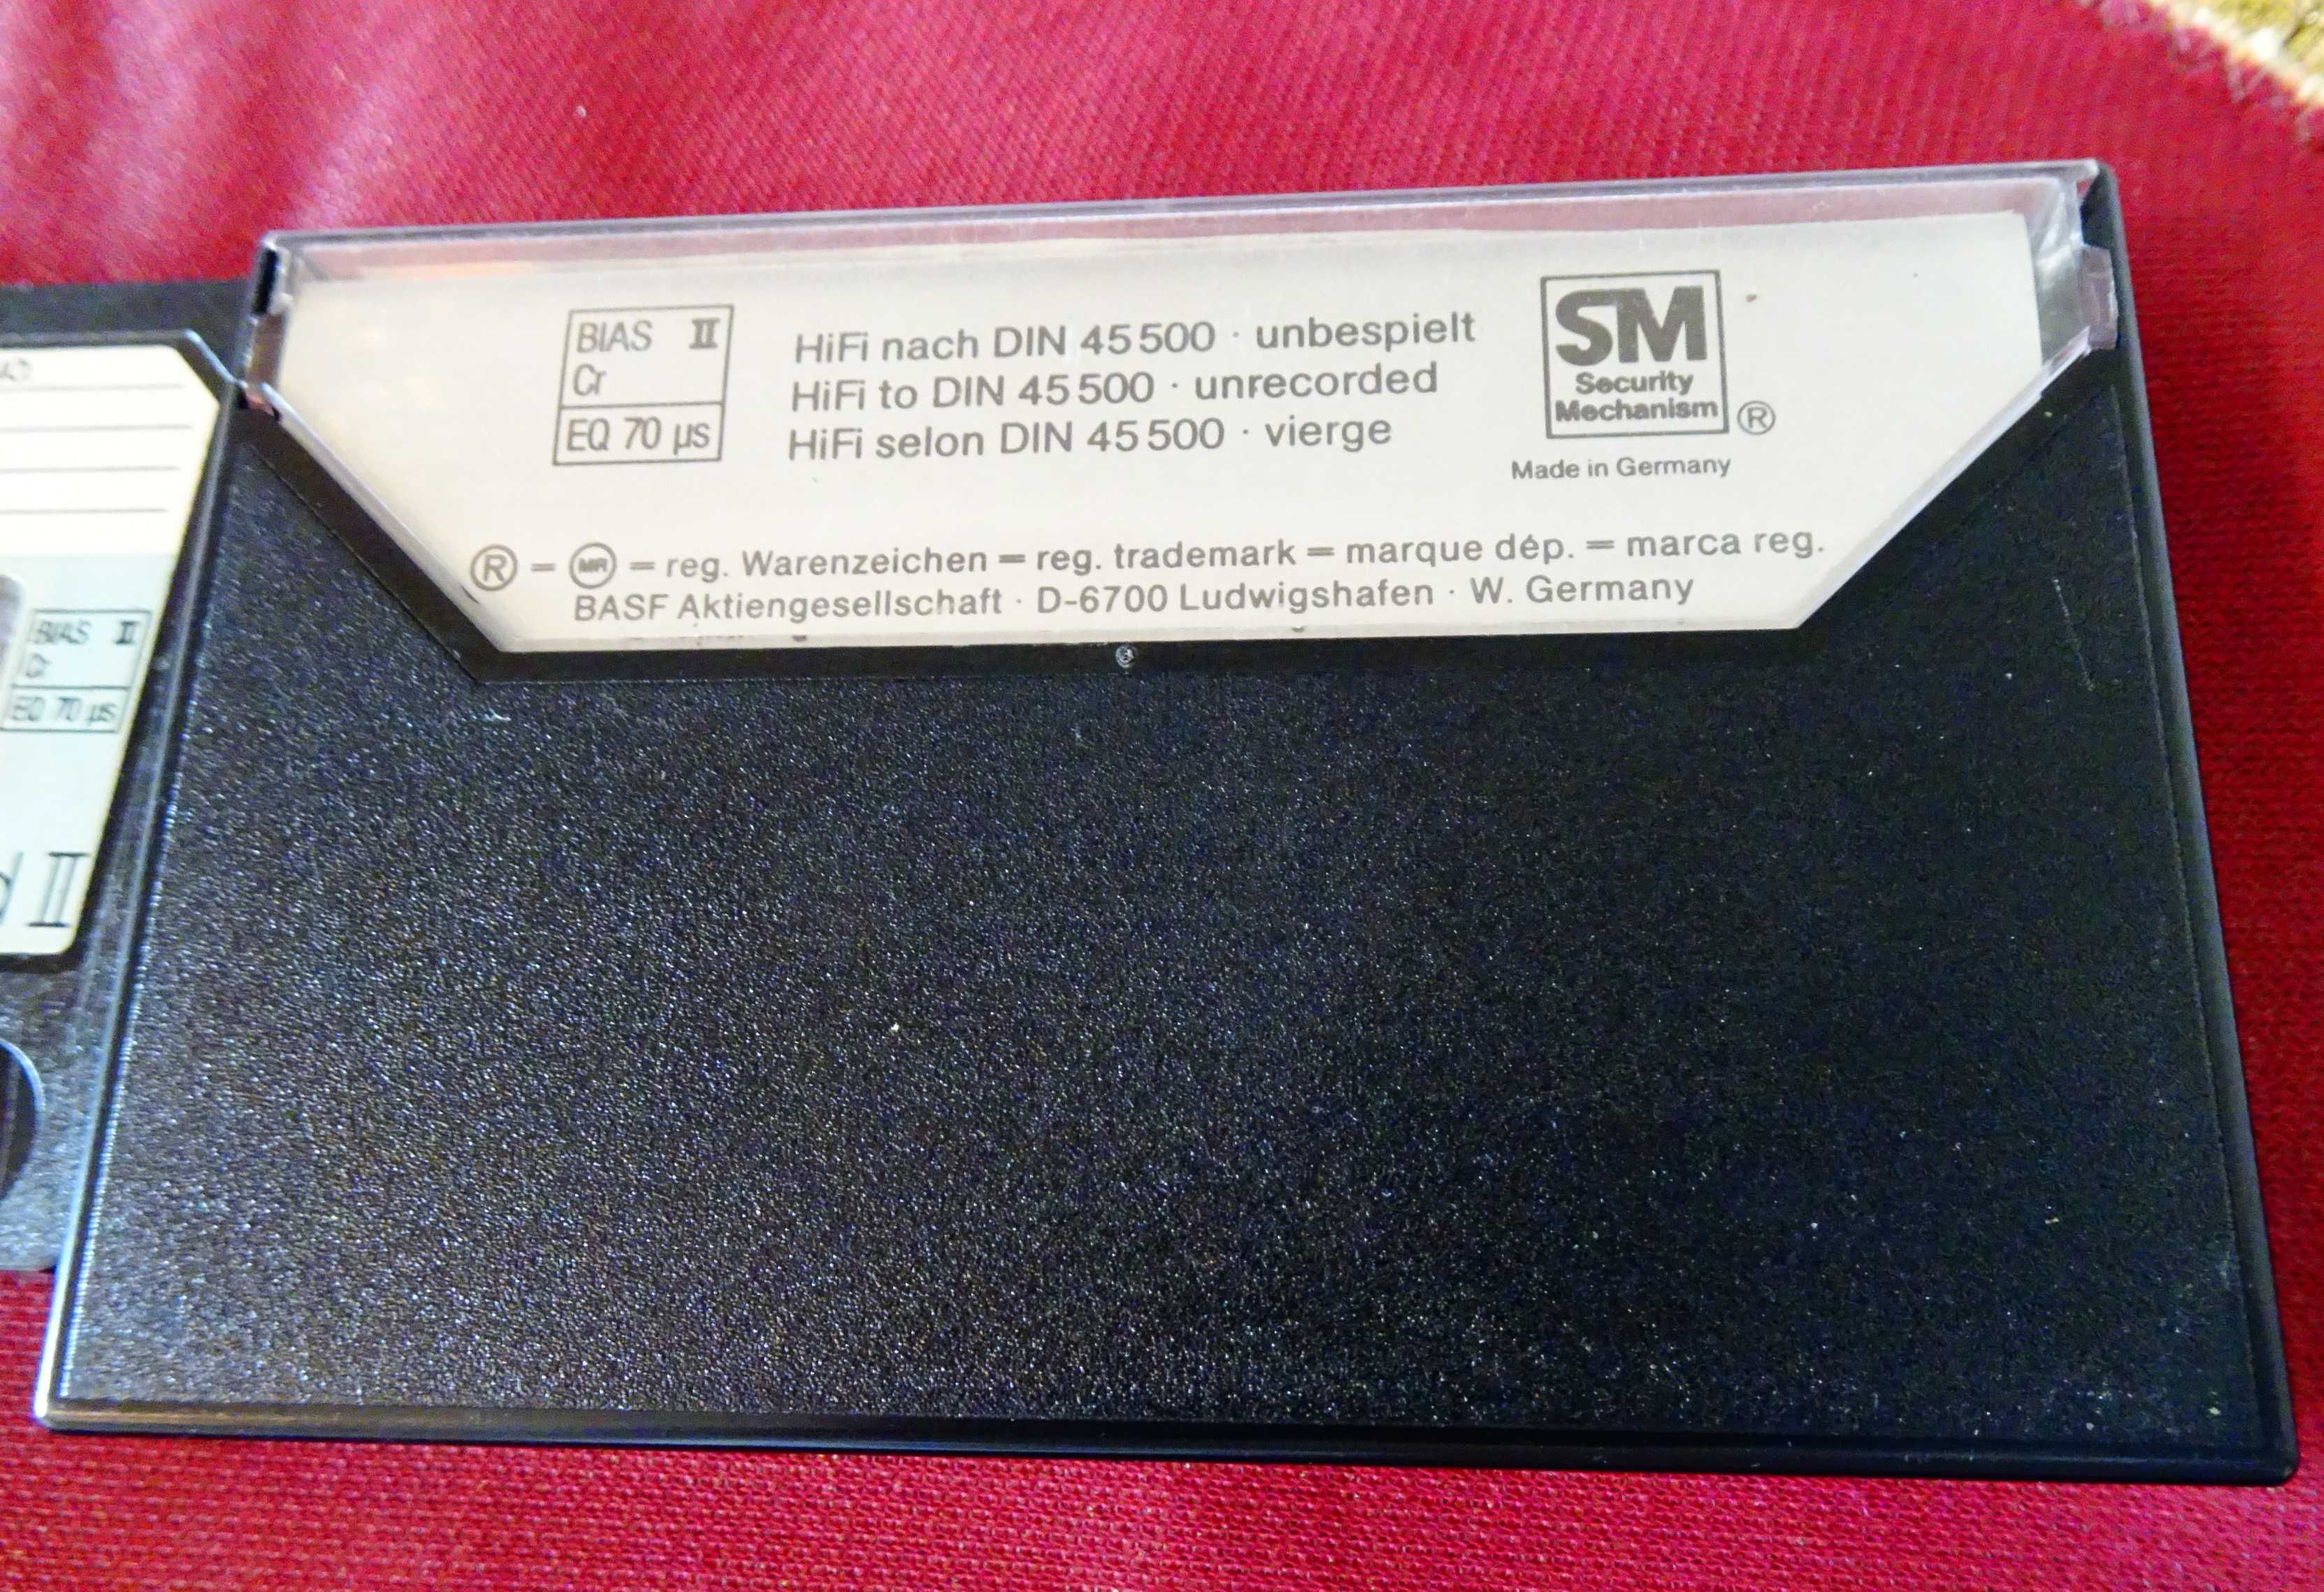 BIAS II
Cr
EQ 70 µs
HiFi nach DIN 45 500 · unbespielt
HiFi to DIN 45 500 · unrecorded
HiFi selon DIN 45 500 · vierge
SM
Security
Mechanism ®
Made in Germany
® – MR = reg. Warenzeichen = reg. trademark = marque dép. = marca reg.
BASF Aktiengesellschaft · D-6700 Ludwigshafen · W. Germany
BIAS II
Cr
EQ 70 µs
II